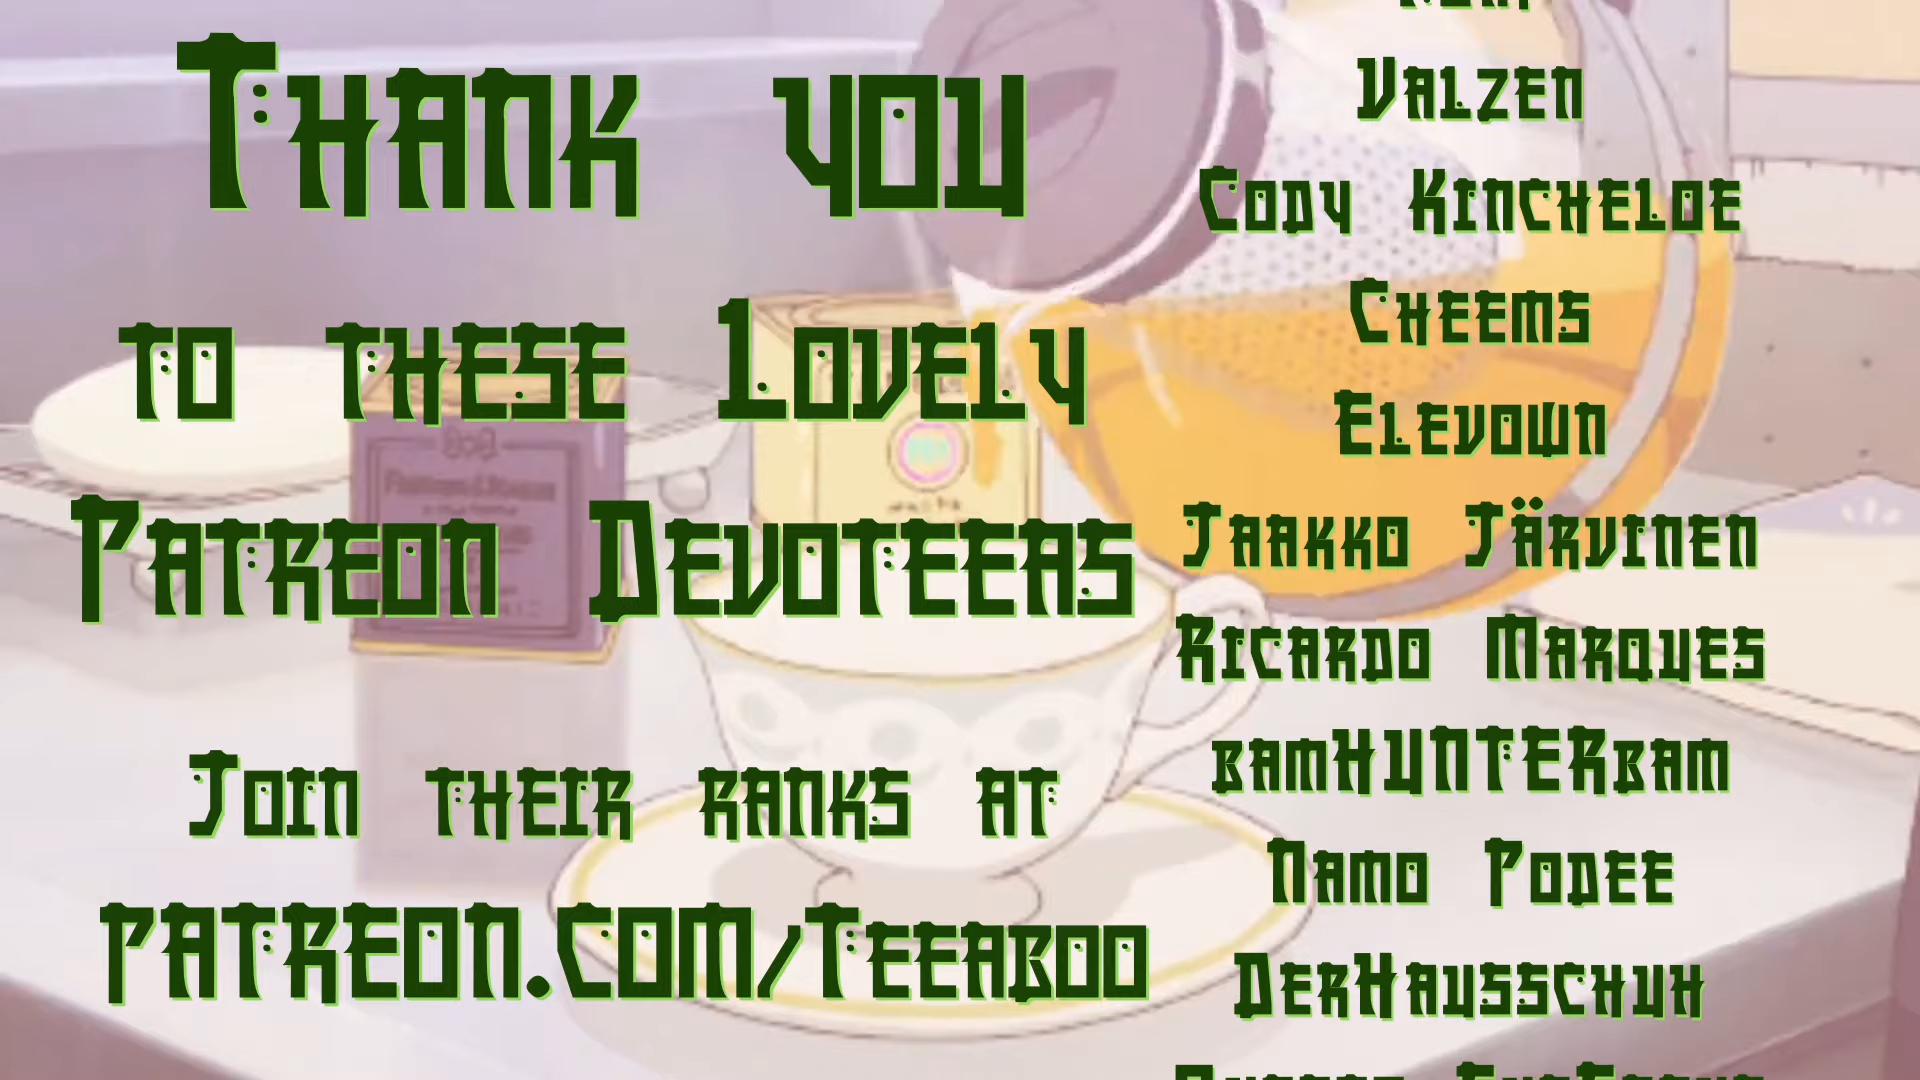 Thank you
to these Lovely
Patreon Devoteeas
Join their ranks at
PATREON.COM/Teeaboo
Valzen
Cody Kincheloe
Cheems
Elevown
Jaakko Järvinen
Ricardo Marques
bamHUNTERbam
Namo Podee
DerHausschuh